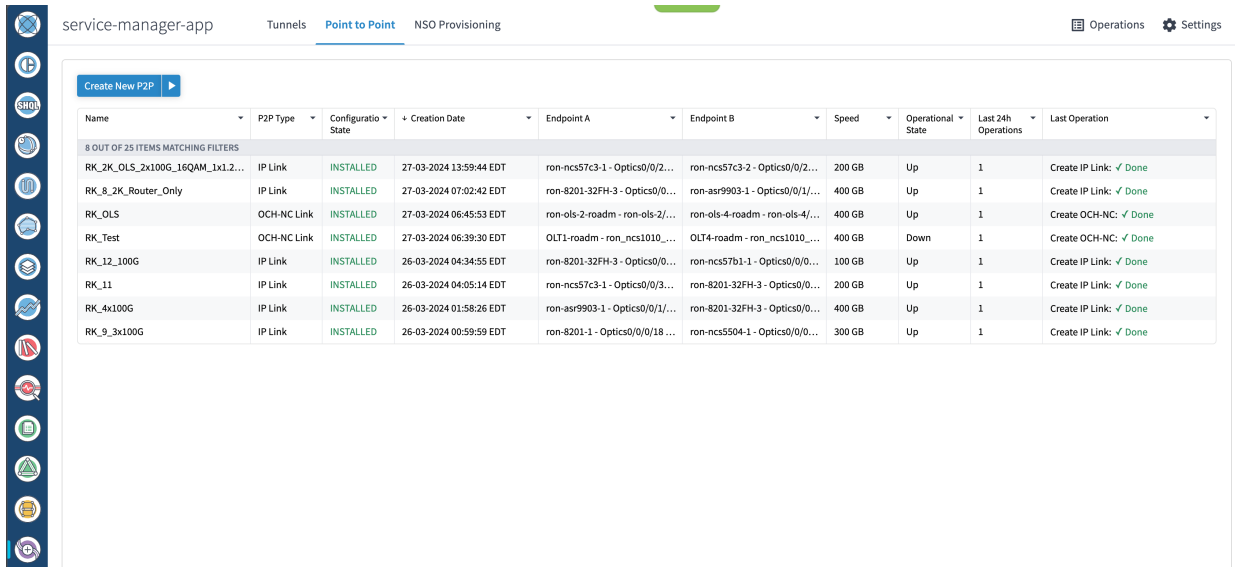 service-manager-app Tunnels Point to Point NSO Provisioning Operations Settings
SHQL
Create New P2P
Name P2P Type Configuratio State ↓ Creation Date Endpoint A Endpoint B Speed Operational State Last 24h Operations Last Operation
8 OUT OF 25 ITEMS MATCHING FILTERS
RK_2K_OLS_2x100G_16QAM_1x1.2... IP Link INSTALLED 27-03-2024 13:59:44 EDT ron-ncs57c3-1 - Optics0/0/2... ron-ncs57c3-2 - Optics0/0/2... 200 GB Up 1 Create IP Link: ✓ Done
RK_8_2K_Router_Only IP Link INSTALLED 27-03-2024 07:02:42 EDT ron-8201-32FH-3 - Optics0/0... ron-asr9903-1 - Optics0/0/1/... 400 GB Up 1 Create IP Link: ✓ Done
RK_OLS OCH-NC Link INSTALLED 27-03-2024 06:45:53 EDT ron-ols-2-roadm - ron-ols-2/... ron-ols-4-roadm - ron-ols-4/... 400 GB Up 1 Create OCH-NC: ✓ Done
RK_Test OCH-NC Link INSTALLED 27-03-2024 06:39:30 EDT OLT1-roadm - ron_ncs1010_... OLT4-roadm - ron_ncs1010_... 400 GB Down 1 Create OCH-NC: ✓ Done
RK_12_100G IP Link INSTALLED 26-03-2024 04:34:55 EDT ron-8201-32FH-3 - Optics0/0... ron-ncs57b1-1 - Optics0/0/0... 100 GB Up 1 Create IP Link: ✓ Done
RK_11 IP Link INSTALLED 26-03-2024 04:05:14 EDT ron-ncs57c3-1 - Optics0/0/3... ron-8201-32FH-3 - Optics0/0... 200 GB Up 1 Create IP Link: ✓ Done
RK_4x100G IP Link INSTALLED 26-03-2024 01:58:26 EDT ron-asr9903-1 - Optics0/0/1/... ron-8201-32FH-3 - Optics0/0... 400 GB Up 1 Create IP Link: ✓ Done
RK_9_3x100G IP Link INSTALLED 26-03-2024 00:59:59 EDT ron-8201-1 - Optics0/0/0/18 ... ron-ncs5504-1 - Optics0/0/0... 300 GB Up 1 Create IP Link: ✓ Done